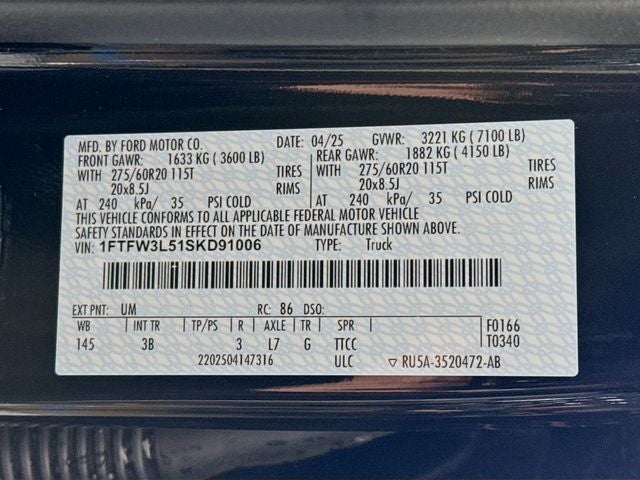 MFD. BY FORD MOTOR CO. DATE: 04/25 GVWR: 3221 KG ( 7100 LB)
FRONT GAWR: 1633 KG ( 3600 LB) REAR GAWR: 1882 KG ( 4150 LB)
WITH 275/60R20 115T TIRES WITH 275/60R20 115T TIRES
20x8.5J RIMS 20x8.5J RIMS
AT 240 kPa/ 35 PSI COLD AT 240 kPa/ 35 PSI COLD
THIS VEHICLE CONFORMS TO ALL APPLICABLE FEDERAL MOTOR VEHICLE
SAFETY STANDARDS IN EFFECT ON THE DATE OF MANUFACTURE SHOWN ABOVE.
VIN: 1FTFW3L51SKD91006 TYPE: Truck
EXT PNT: UM RC: 86 DSO:
WB INT TR TP/PS R AXLE TR SPR F0166
145 3B 3 L7 G TTCC T0340
2202504147316 ULC ▽ RU5A-3520472-AB